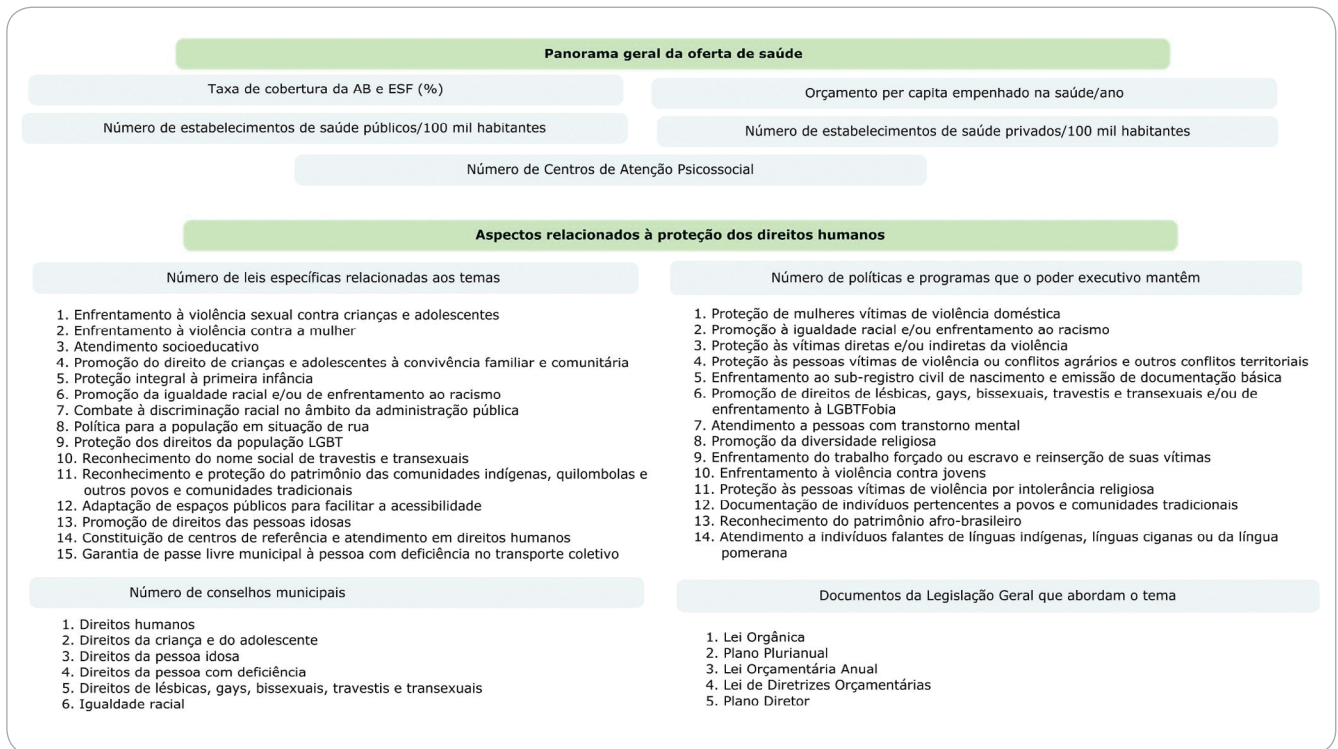 Panorama geral da oferta de saúde
Taxa de cobertura da AB e ESF (%)
Orçamento per capita empenhado na saúde/ano
Número de estabelecimentos de saúde públicos/100 mil habitantes
Número de estabelecimentos de saúde privados/100 mil habitantes
Número de Centros de Atenção Psicossocial
Aspectos relacionados à proteção dos direitos humanos
Número de leis específicas relacionadas aos temas
1. Enfrentamento à violência sexual contra crianças e adolescentes
2. Enfrentamento à violência contra a mulher
3. Atendimento socioeducativo
4. Promoção do direito de crianças e adolescentes à convivência familiar e comunitária
5. Proteção integral à primeira infância
6. Promoção da igualdade racial e/ou de enfrentamento ao racismo
7. Combate à discriminação racial no âmbito da administração pública
8. Política para a população em situação de rua
9. Proteção dos direitos da população LGBT
10. Reconhecimento do nome social de travestis e transexuais
11. Reconhecimento e proteção do patrimônio das comunidades indígenas, quilombolas e
outros povos e comunidades tradicionais
12. Adaptação de espaços públicos para facilitar a acessibilidade
13. Promoção de direitos das pessoas idosas
14. Constituição de centros de referência e atendimento em direitos humanos
15. Garantia de passe livre municipal à pessoa com deficiência no transporte coletivo
Número de políticas e programas que o poder executivo mantêm
1. Proteção de mulheres vítimas de violência doméstica
2. Promoção à igualdade racial e/ou enfrentamento ao racismo
3. Proteção às vítimas diretas e/ou indiretas da violência
4. Proteção às pessoas vítimas de violência ou conflitos agrários e outros conflitos territoriais
5. Enfrentamento ao sub-registro civil de nascimento e emissão de documentação básica
6. Promoção de direitos de lésbicas, gays, bissexuais, travestis e transexuais e/ou de
enfrentamento à LGBTFobia
7. Atendimento a pessoas com transtorno mental
8. Promoção da diversidade religiosa
9. Enfrentamento do trabalho forçado ou escravo e reinserção de suas vítimas
10. Enfrentamento à violência contra jovens
11. Proteção às pessoas vítimas de violência por intolerância religiosa
12. Documentação de indivíduos pertencentes a povos e comunidades tradicionais
13. Reconhecimento do patrimônio afro-brasileiro
14. Atendimento a indivíduos falantes de línguas indígenas, línguas ciganas ou da língua
pomerana
Número de conselhos municipais
1. Direitos humanos
2. Direitos da criança e do adolescente
3. Direitos da pessoa idosa
4. Direitos da pessoa com deficiência
5. Direitos de lésbicas, gays, bissexuais, travestis e transexuais
6. Igualdade racial
Documentos da Legislação Geral que abordam o tema
1. Lei Orgânica
2. Plano Plurianual
3. Lei Orçamentária Anual
4. Lei de Diretrizes Orçamentárias
5. Plano Diretor